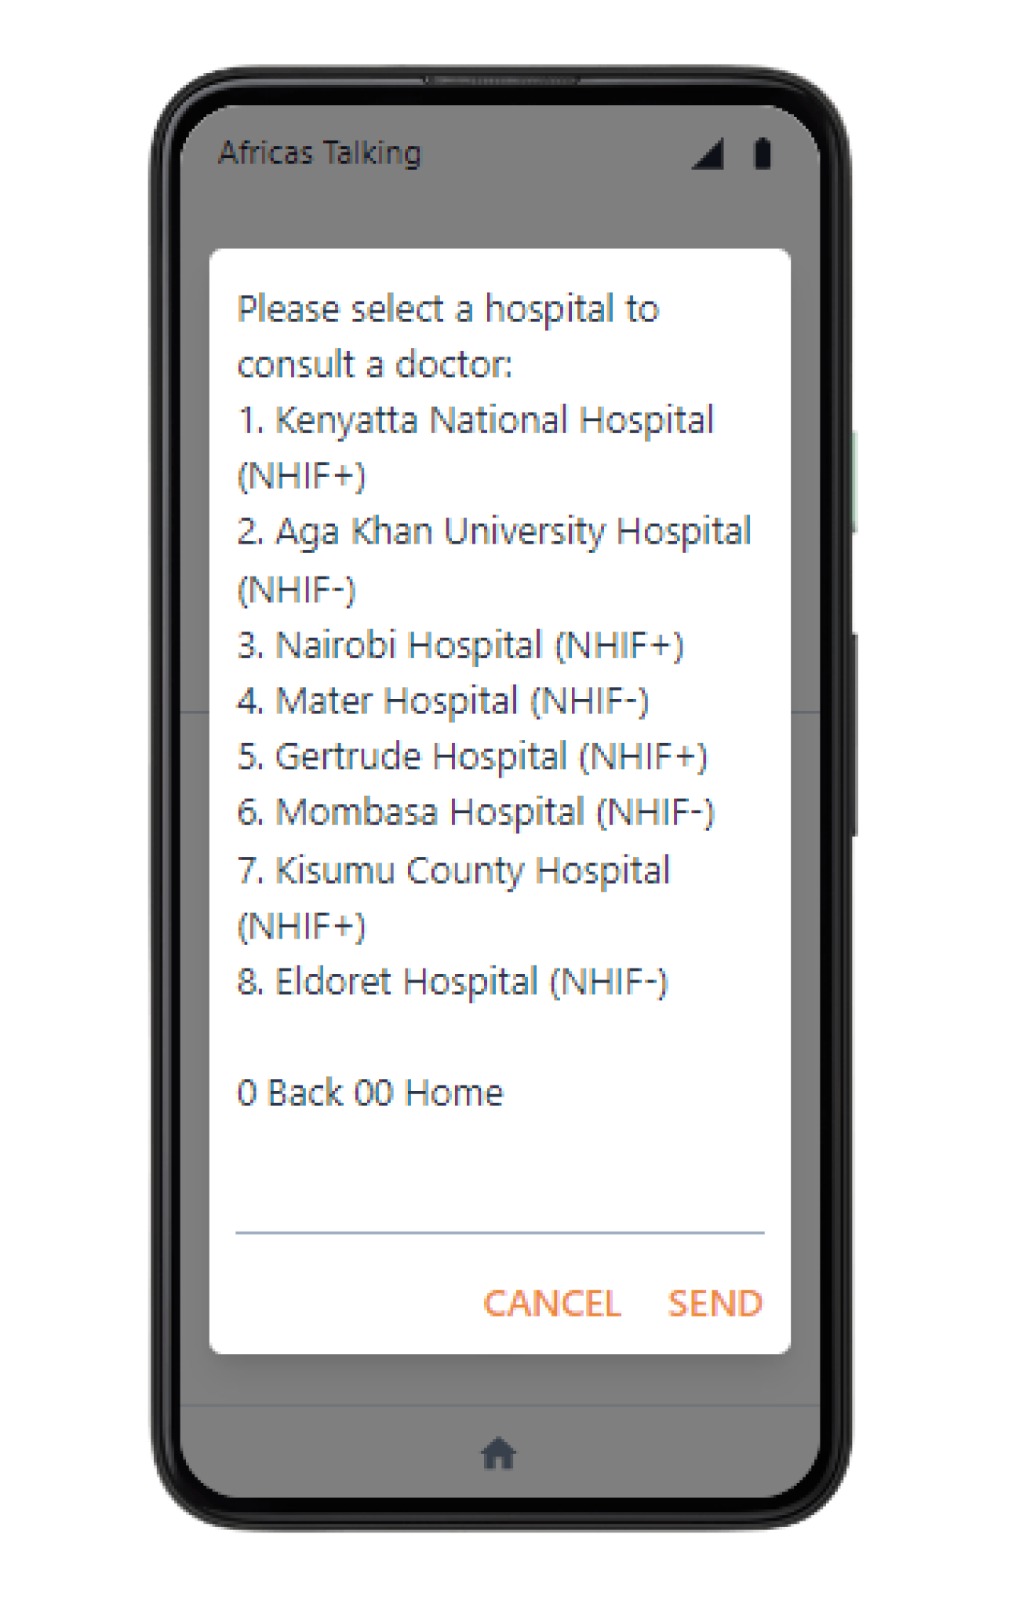 Africas Talking
Please select a hospital to
consult a doctor:
1. Kenyatta National Hospital
(NHIF+)
2. Aga Khan University Hospital
(NHIF-)
3. Nairobi Hospital (NHIF+)
4. Mater Hospital (NHIF-)
5. Gertrude Hospital (NHIF+)
6. Mombasa Hospital (NHIF-)
7. Kisumu County Hospital
(NHIF+)
8. Eldoret Hospital (NHIF-)
0 Back 00 Home
CANCEL SEND